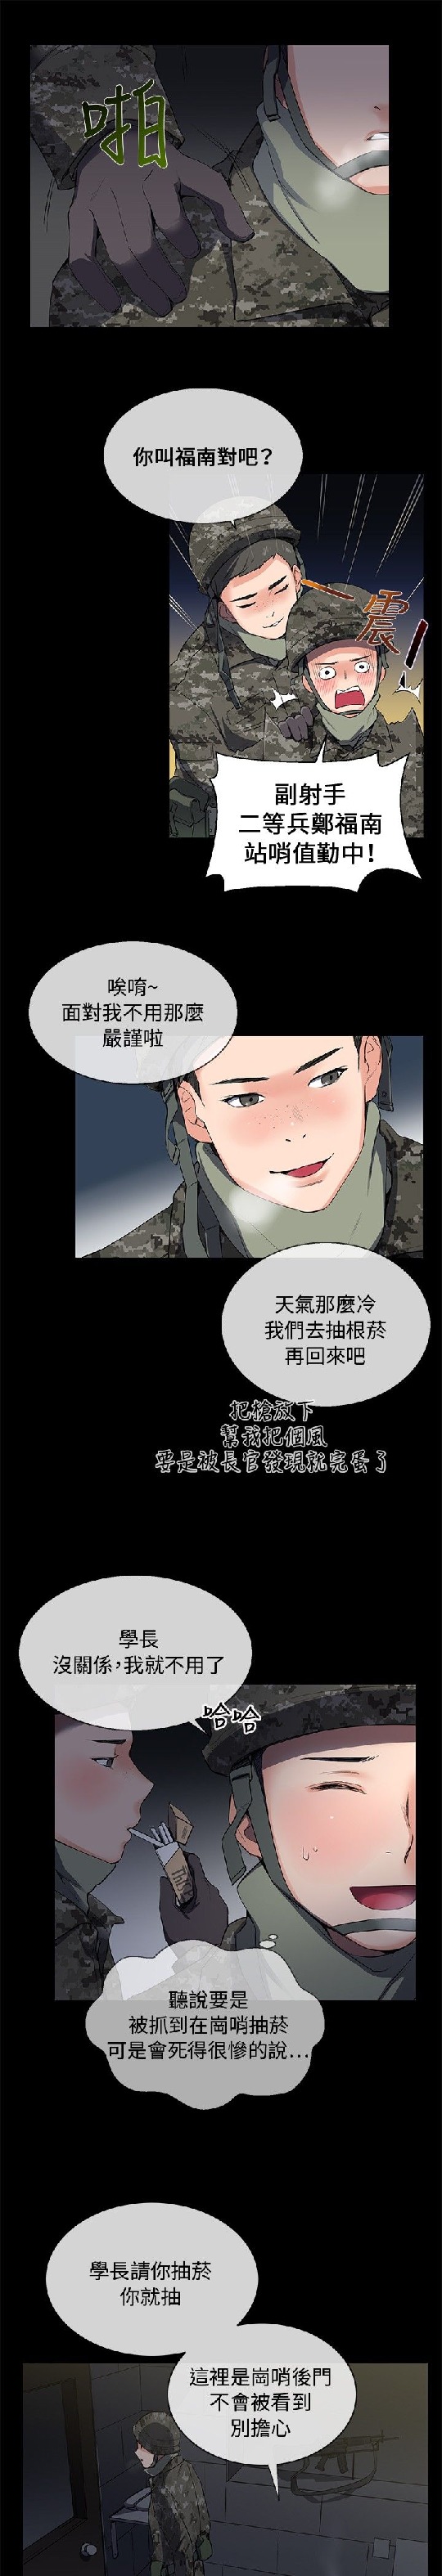 啪
你叫福南對吧？
震
副射手
二等兵鄭福南
站哨值勤中！
唉唷~
面對我不用那麼
嚴謹啦
天氣那麼冷
我們去抽根菸
再回來吧
把槍放下
幫我把個風
要是被長官發現就完蛋了
學長
沒關係，我就不用了
哈哈
聽說要是
被抓到在崗哨抽菸
可是會死得很慘的說...
學長請你抽菸
你就抽
這裡是崗哨後門
不會被看到
別擔心